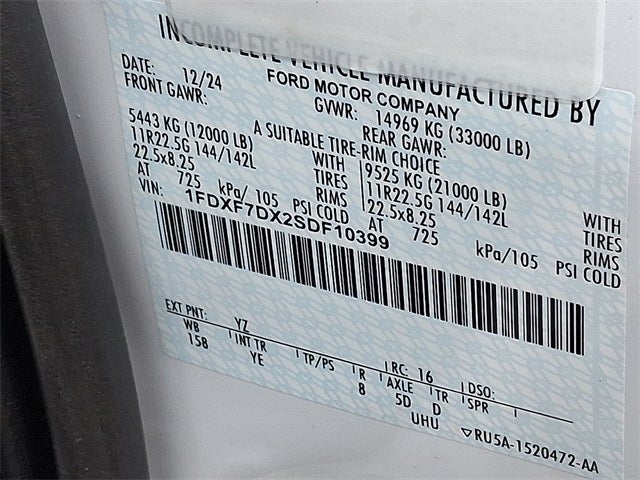 INCOMPLETE VEHICLE MANUFACTURED BY
FORD MOTOR COMPANY
DATE: 12/24 GVWR: 14969 KG (33000 LB)
FRONT GAWR: REAR GAWR:
A SUITABLE TIRE-RIM CHOICE
5443 KG (12000 LB) WITH 9525 KG (21000 LB) WITH
11R22.5G 144/142L TIRES 11R22.5G 144/142L TIRES
22.5x8.25 RIMS 22.5x8.25 RIMS
AT 725 kPa/ 105 PSI COLD AT 725 kPa/105 PSI COLD
VIN: 1FDXF7DX2SDF10399
EXT PNT: YZ RC: 16 DSO:
WB INT TR TP/PS R AXLE TR SPR
158 YE 8 5D D
UHU ▽RU5A-1520472-AA